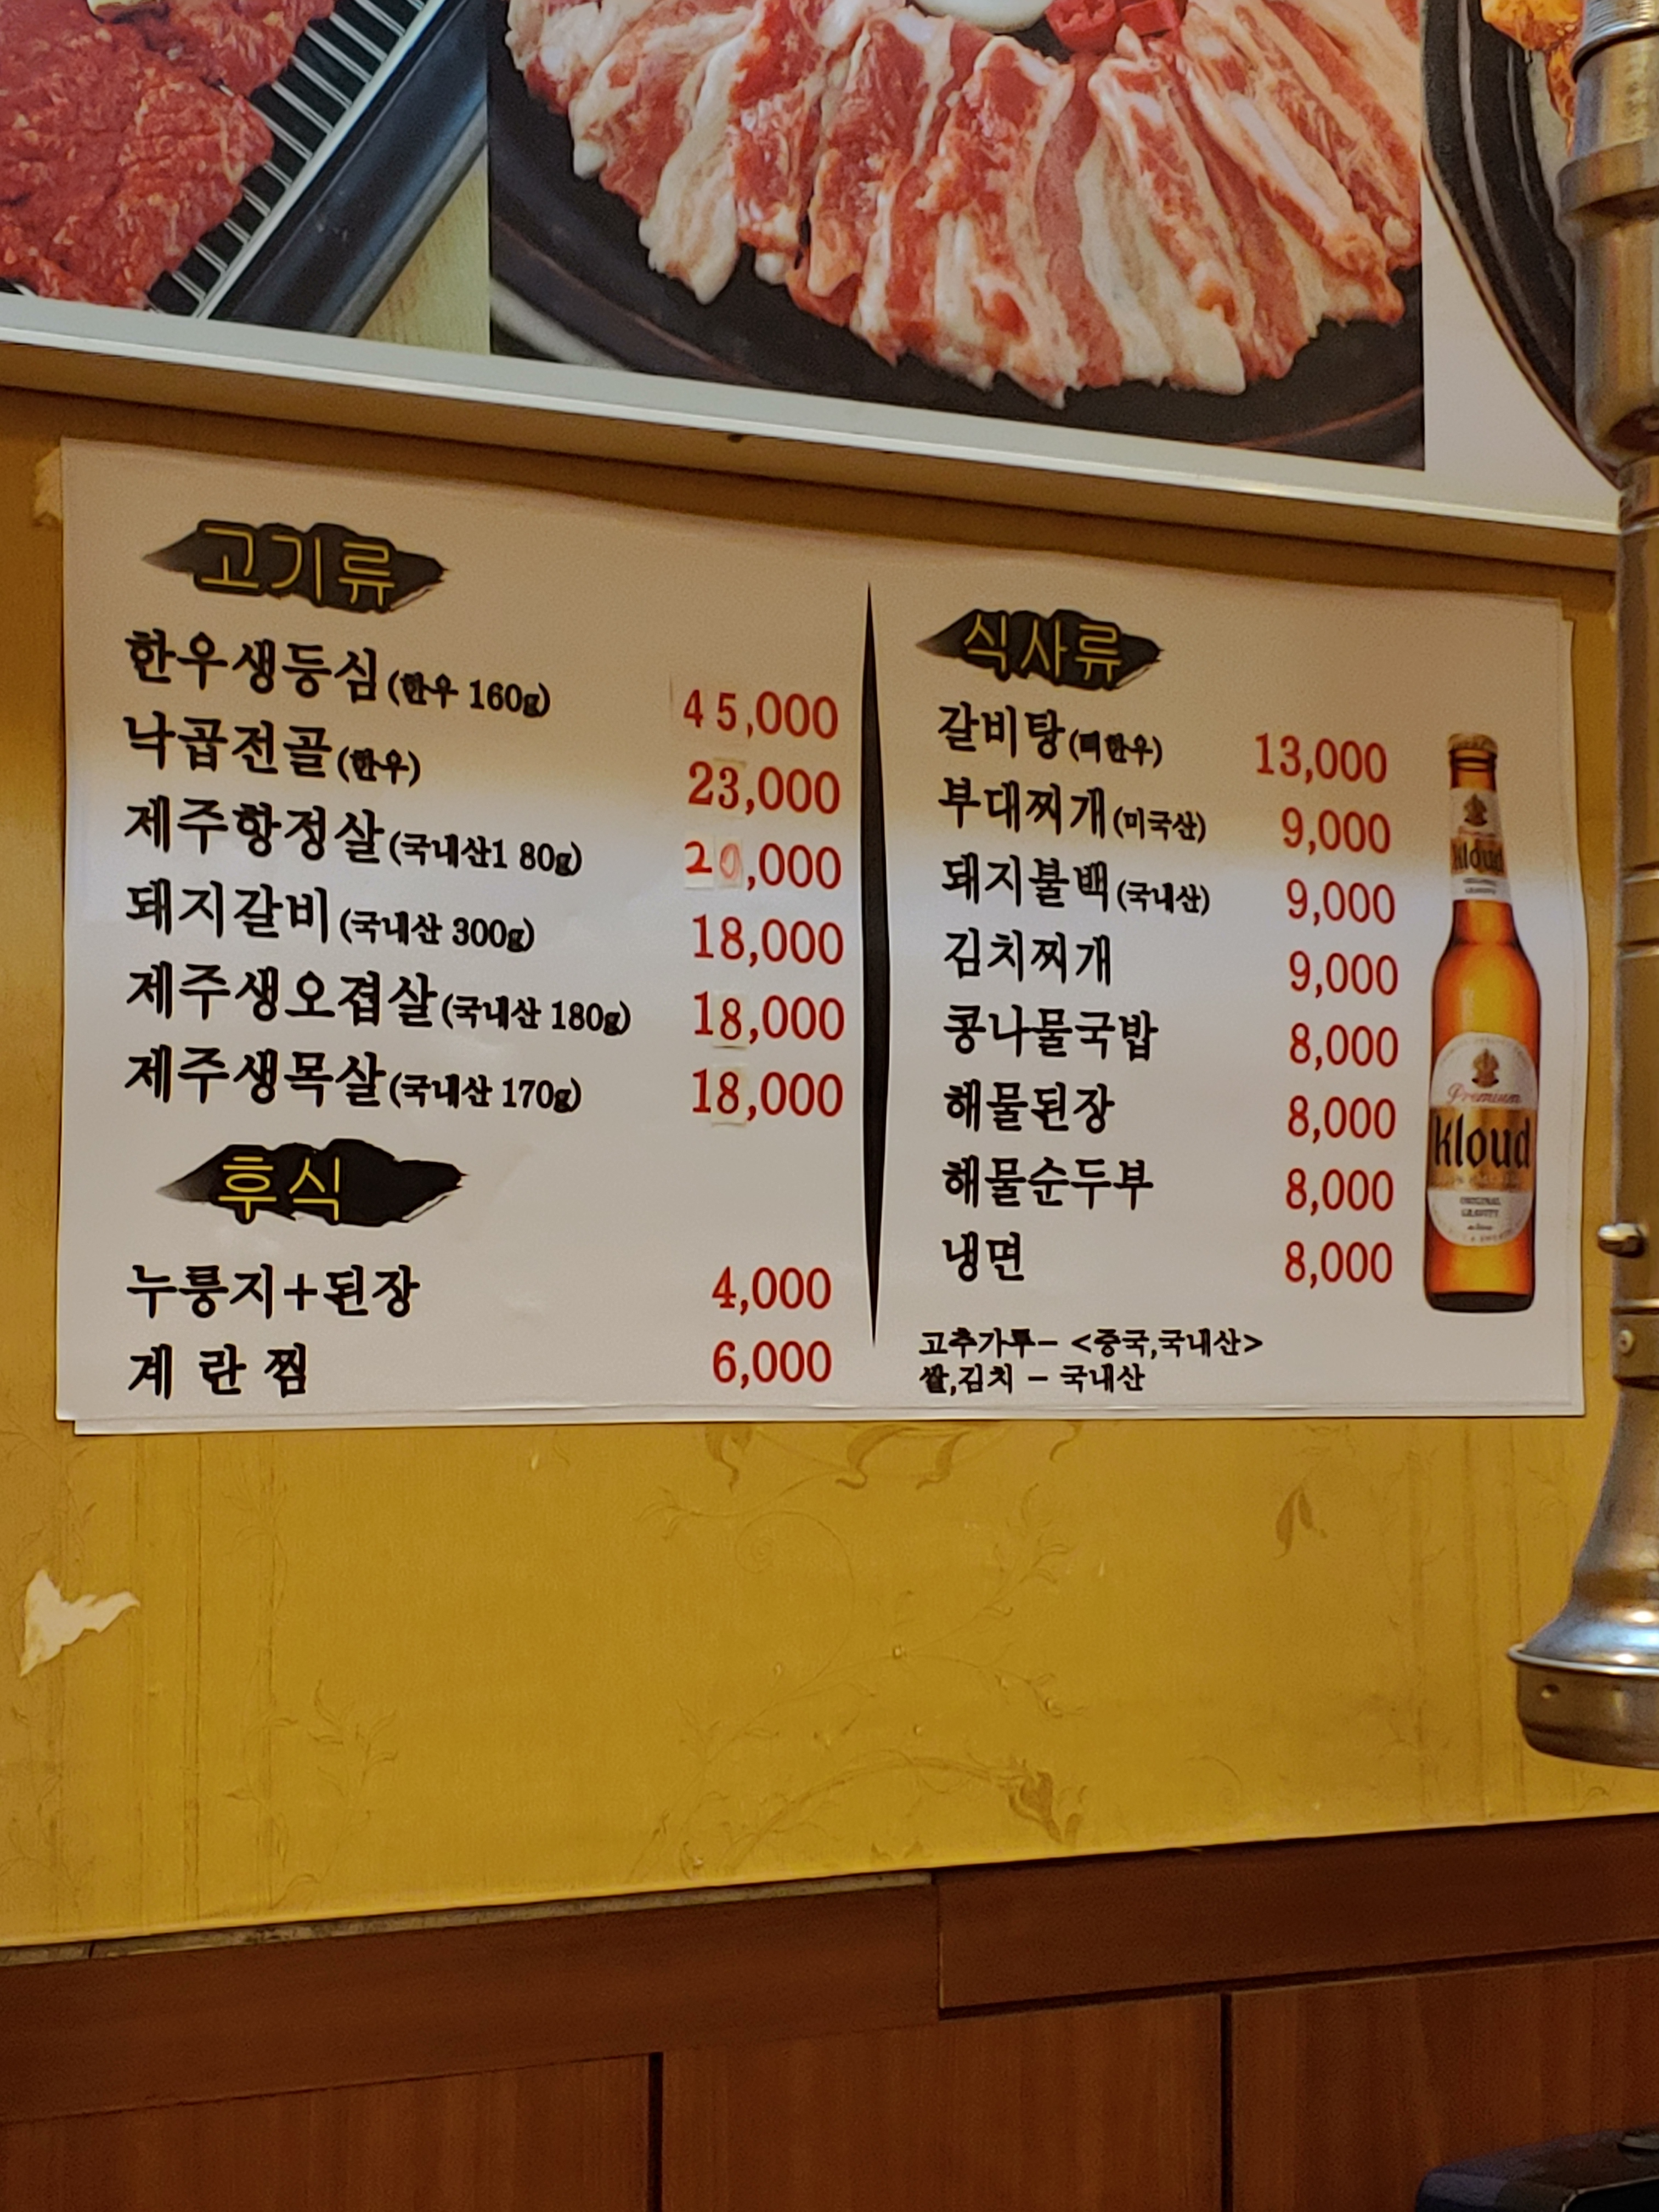 고기류
한우생등심(한우 160g) 45,000
낙곱전골(한우) 23,000
제주항정살(국내산1 80g) 20,000
돼지갈비(국내산 300g) 18,000
제주생오겹살(국내산 180g) 18,000
제주생목살(국내산 170g) 18,000
후식
누룽지+된장 4,000
계 란 찜 6,000
식사류
갈비탕 13,000
부대찌개(미국산) 9,000
돼지불백(국내산) 9,000
김치찌개 9,000
콩나물국밥 8,000
해물된장 8,000
해물순두부 8,000
냉면 8,000
고추가루- <중국,국내산>
쌀,김치 - 국내산
kloud
Premium
kloud
ORIGINAL
GRAVITY